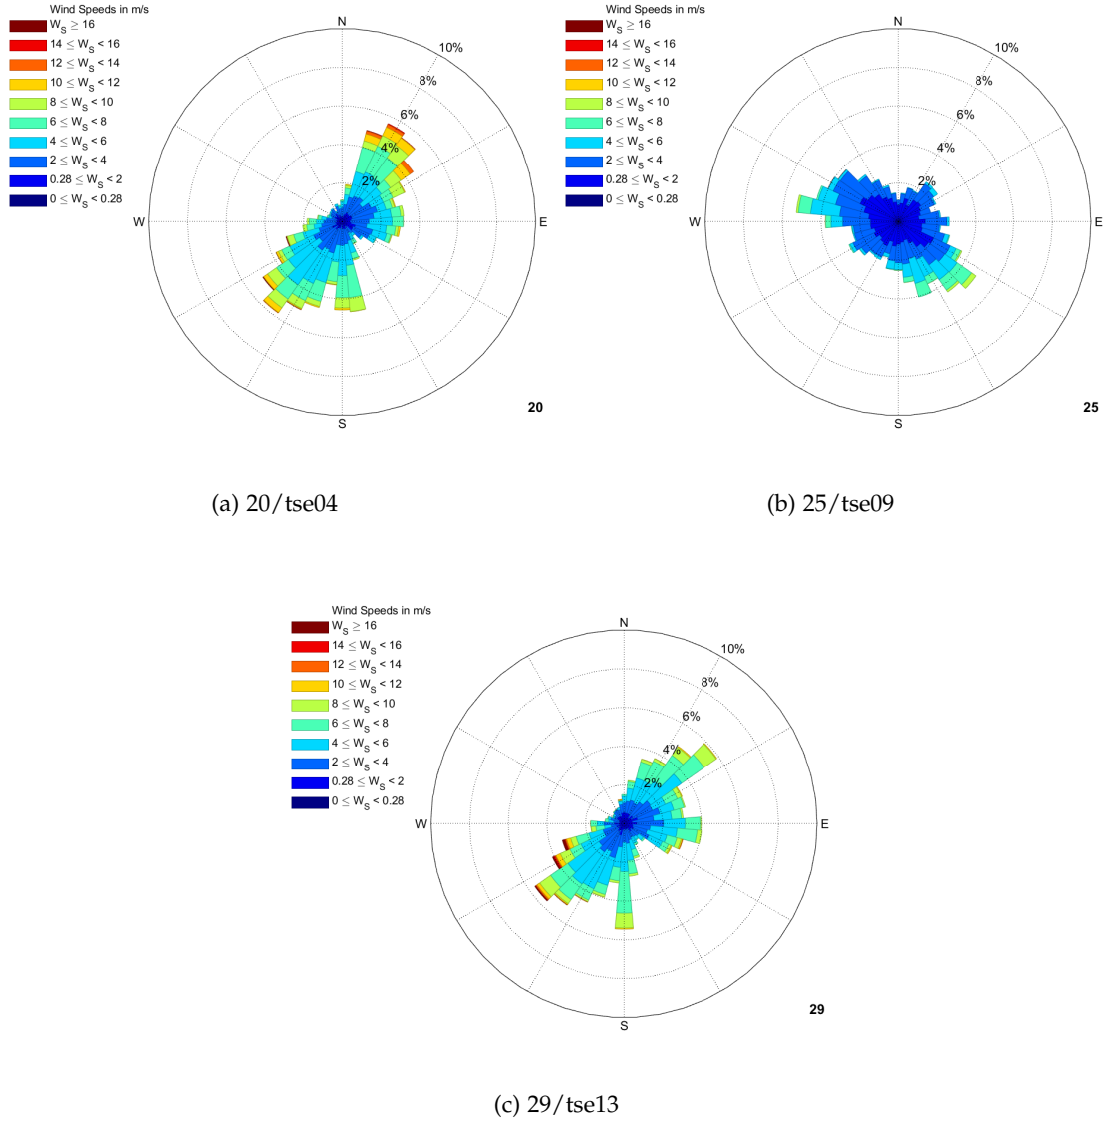 Wind Speeds in m/s
W_S ≥ 16
14 ≤ W_S < 16
12 ≤ W_S < 14
10 ≤ W_S < 12
8 ≤ W_S < 10
6 ≤ W_S < 8
4 ≤ W_S < 6
2 ≤ W_S < 4
0.28 ≤ W_S < 2
0 ≤ W_S < 0.28
N
10%
8%
6%
4%
2%
W
E
S
20
(a) 20/tse04
Wind Speeds in m/s
W_S ≥ 16
14 ≤ W_S < 16
12 ≤ W_S < 14
10 ≤ W_S < 12
8 ≤ W_S < 10
6 ≤ W_S < 8
4 ≤ W_S < 6
2 ≤ W_S < 4
0.28 ≤ W_S < 2
0 ≤ W_S < 0.28
N
10%
8%
6%
4%
2%
W
E
S
25
(b) 25/tse09
Wind Speeds in m/s
W_S ≥ 16
14 ≤ W_S < 16
12 ≤ W_S < 14
10 ≤ W_S < 12
8 ≤ W_S < 10
6 ≤ W_S < 8
4 ≤ W_S < 6
2 ≤ W_S < 4
0.28 ≤ W_S < 2
0 ≤ W_S < 0.28
N
10%
8%
6%
4%
2%
W
E
S
29
(c) 29/tse13